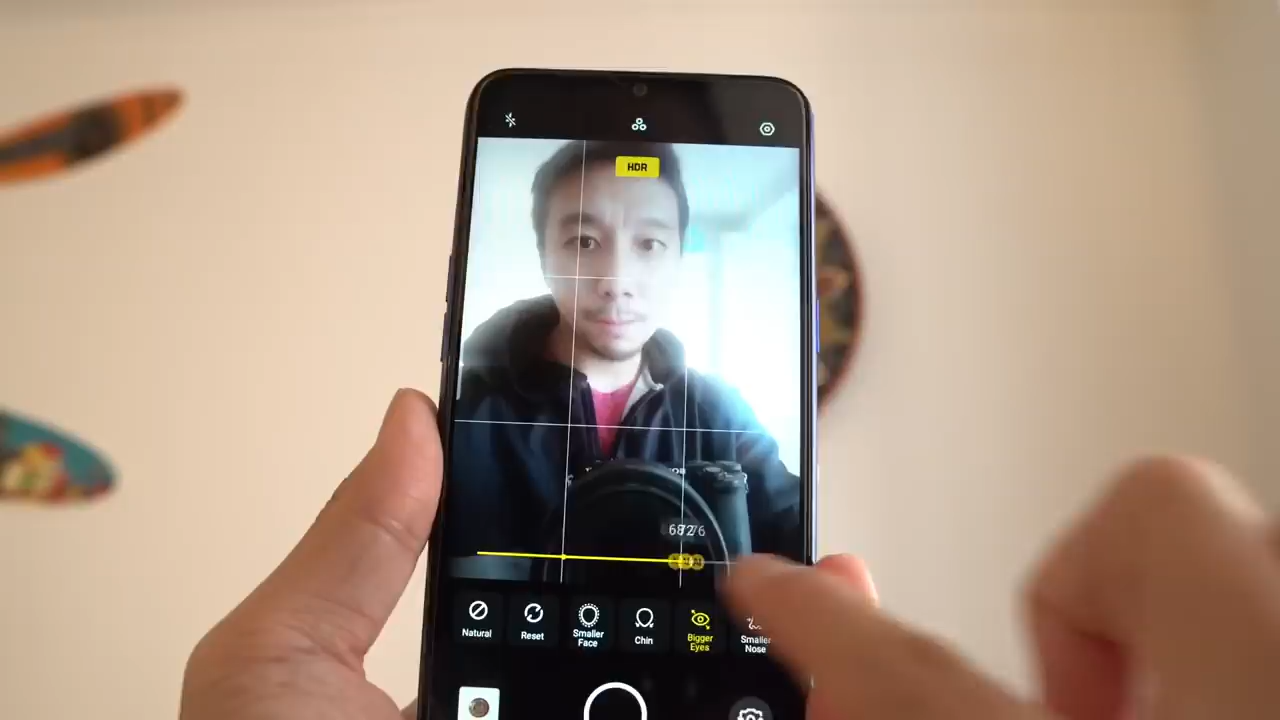 HDR
Natural
Reset
Smaller
Face
Chin
Bigger
Eyes
Smaller
Nose